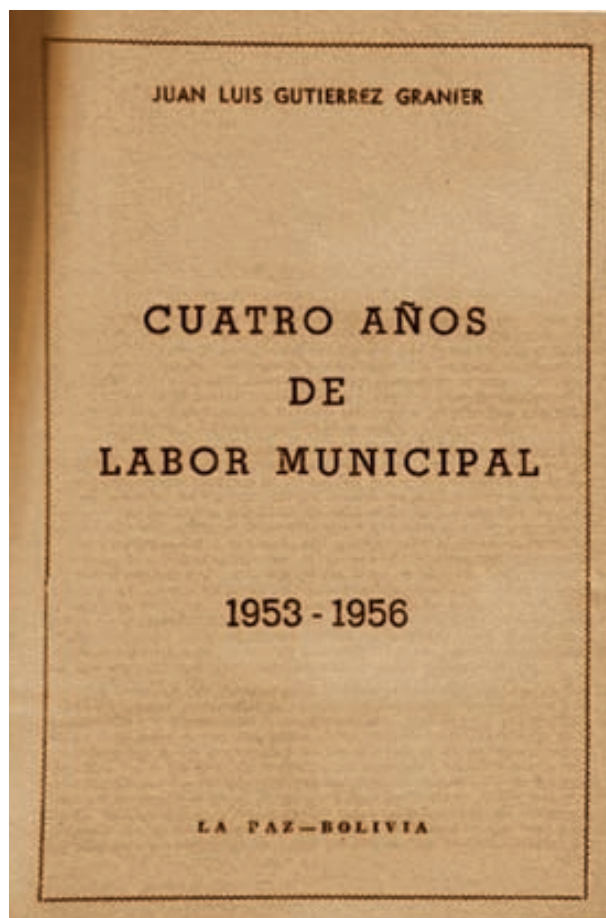 JUAN LUIS GUTIERREZ GRANIER
CUATRO AÑOS
DE
LABOR MUNICIPAL
1953 - 1956
LA PAZ—BOLIVIA